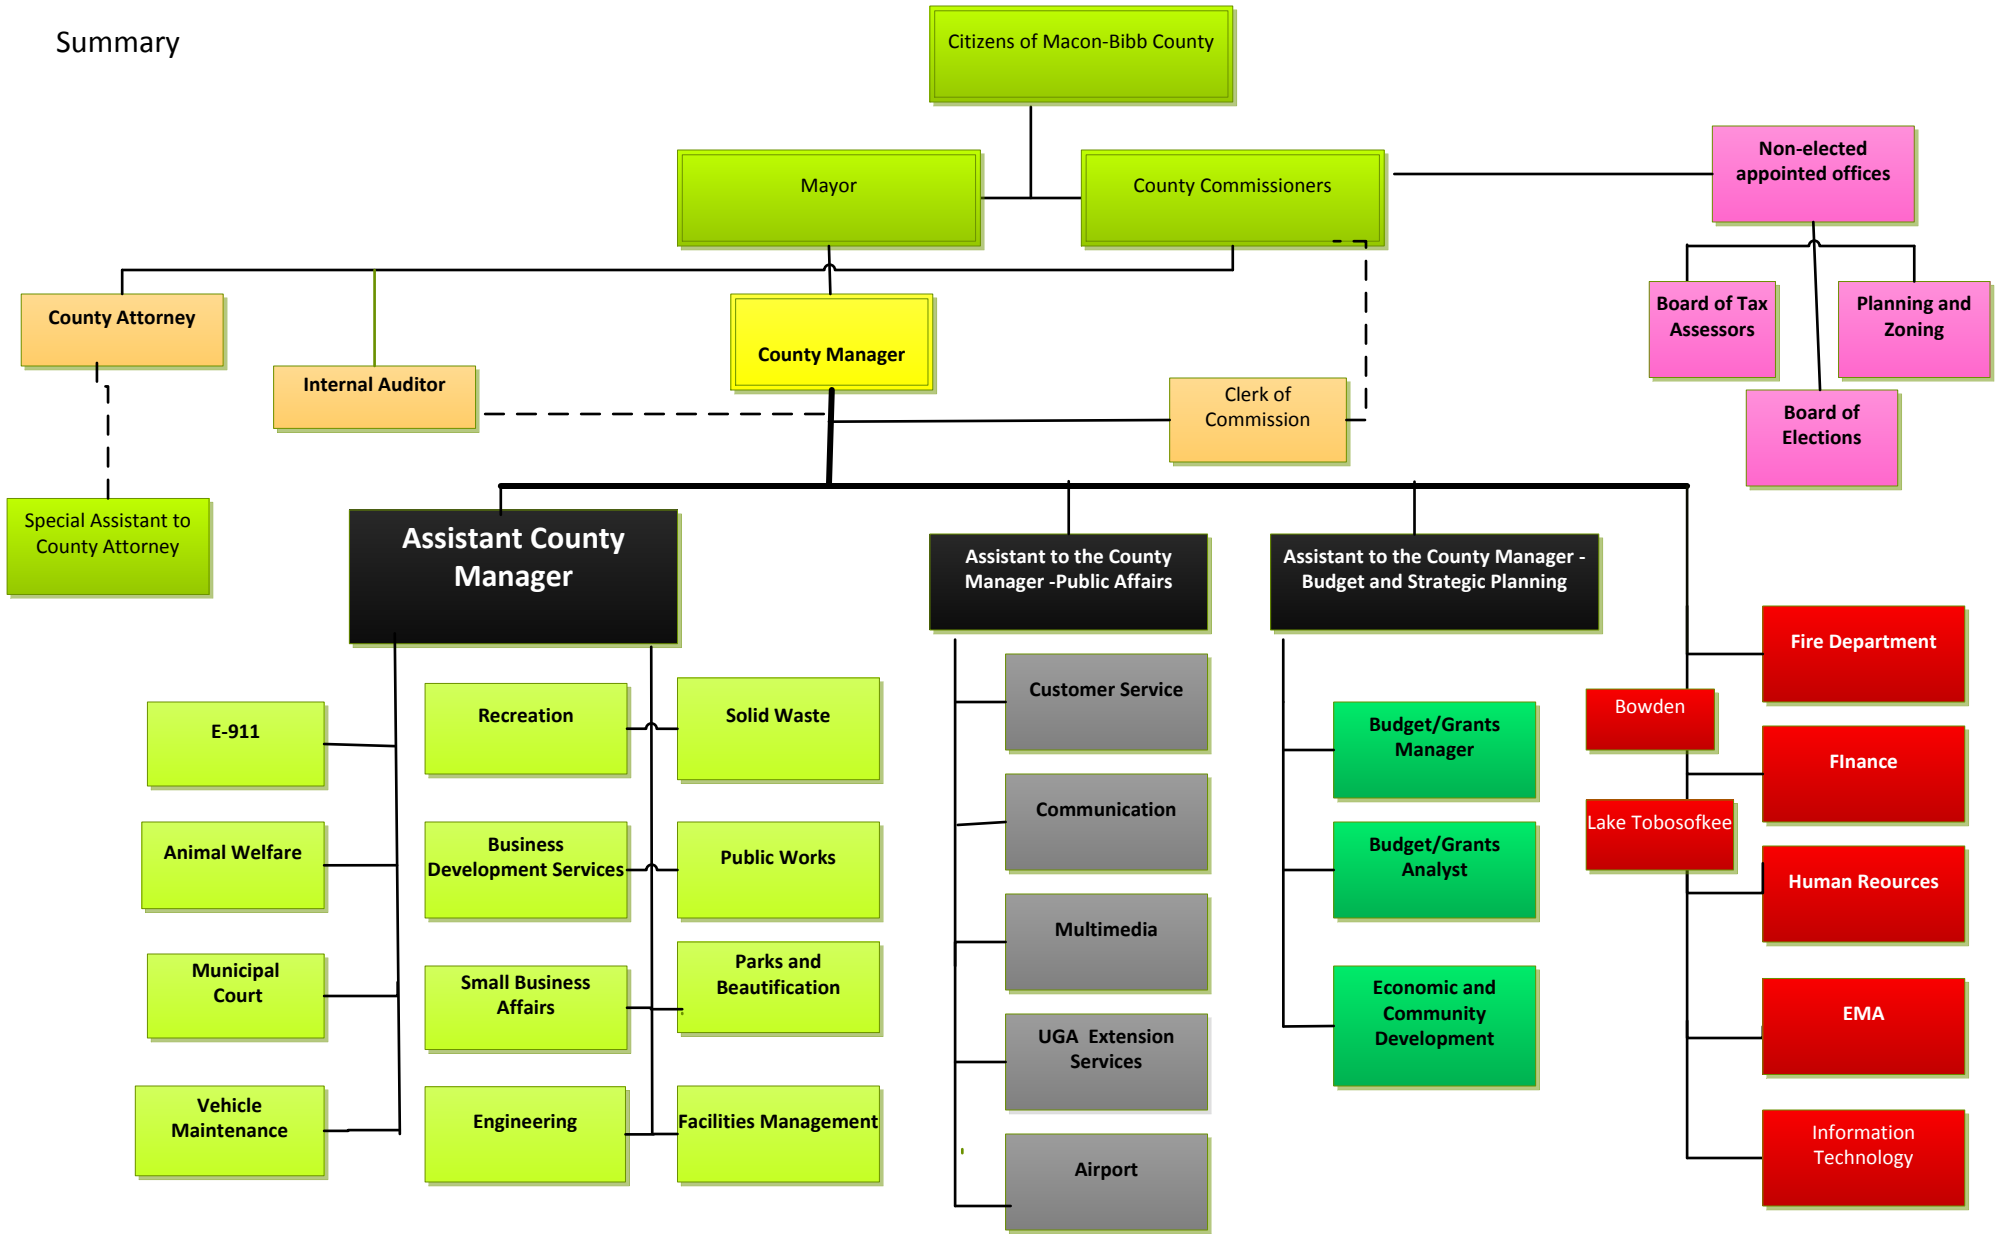 Summary
Citizens of Macon-Bibb County
Mayor
County Commissioners
Non-elected
appointed offices
County Attorney
Internal Auditor
County Manager
Clerk of
Commission
Board of Tax
Assessors
Planning and
Zoning
Board of
Elections
Special Assistant to
County Attorney
Assistant County
Manager
Assistant to the County
Manager -Public Affairs
Assistant to the County Manager -
Budget and Strategic Planning
E-911
Animal Welfare
Municipal
Court
Vehicle
Maintenance
Recreation
Business
Development Services
Small Business
Affairs
Engineering
Solid Waste
Public Works
Parks and
Beautification
Facilities Management
Customer Service
Communication
Multimedia
UGA  Extension
Services
Airport
Budget/Grants
Manager
Budget/Grants
Analyst
Economic and
Community
Development
Bowden
Lake Tobosofkee
Fire Department
FInance
Human Reources
EMA
Information
Technology